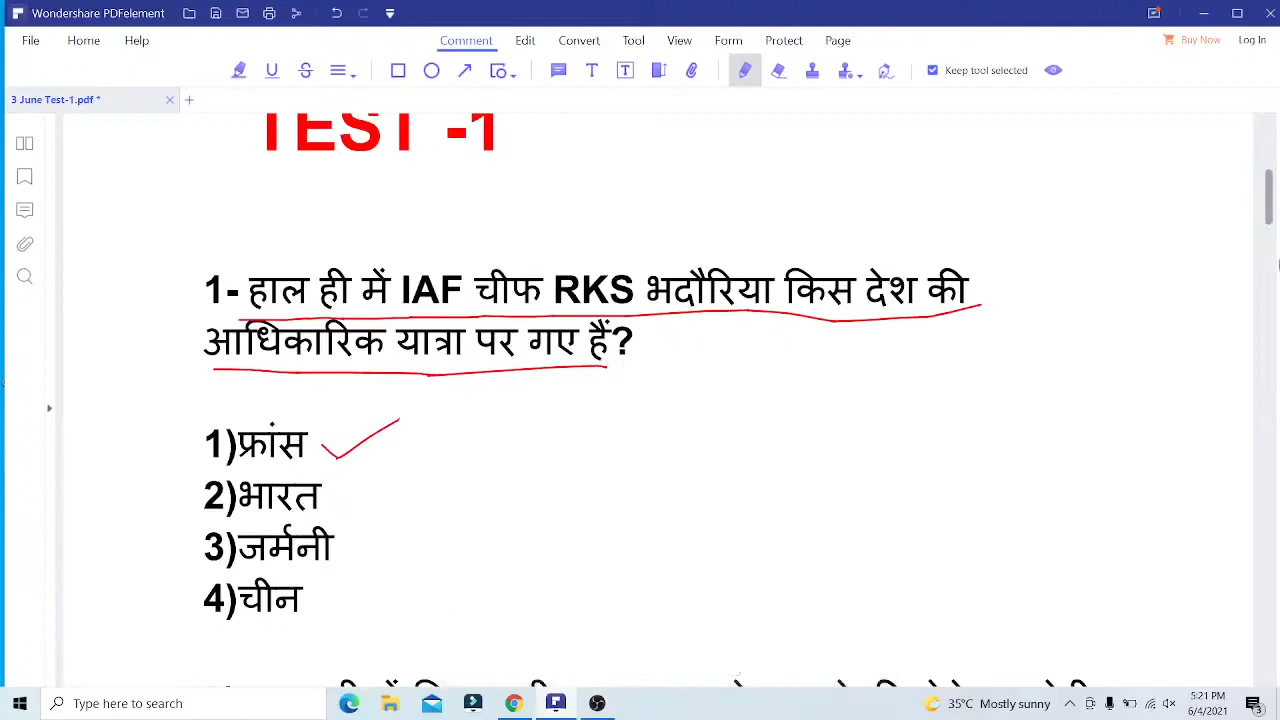 Wondershare PDFelement
File Home Help Comment Edit Convert Tool View Form Protect Page Buy Now Log In
Keep tool selected
3 June Test-1.pdf *
TEST -1
1- हाल ही में IAF चीफ RKS भदौरिया किस देश की
आधिकारिक यात्रा पर गए हैं?
1)फ्रांस
2)भारत
3)जर्मनी
4)चीन
Type here to search
35°C Mostly sunny
5:21 PM
6/4/2021
3